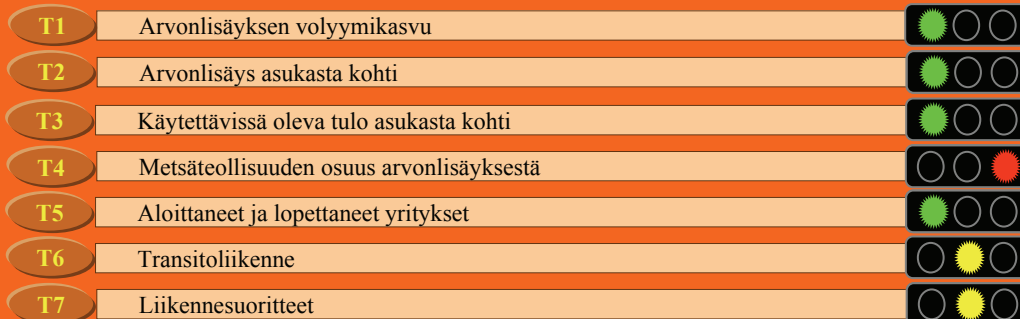 T1 Arvonlisäyksen volyymikasvu
T2 Arvonlisäys asukasta kohti
T3 Käytettävissä oleva tulo asukasta kohti
T4 Metsäteollisuuden osuus arvonlisäyksestä
T5 Aloittaneet ja lopettaneet yritykset
T6 Transitoliikenne
T7 Liikennesuoritteet